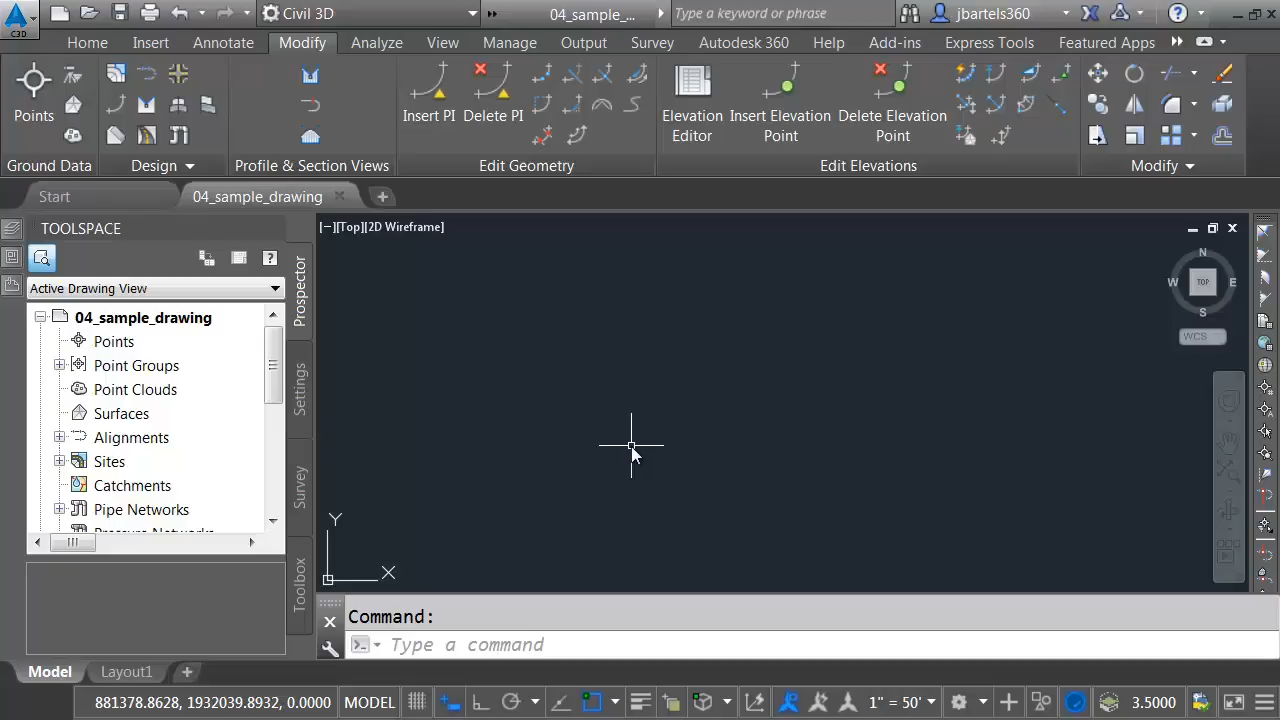 C3D
Civil 3D
04_sample_...
Type a keyword or phrase
jbartels360
Home Insert Annotate Modify Analyze View Manage Output Survey Autodesk 360 Help Add-ins Express Tools Featured Apps
Points
Insert PI
Delete PI
Elevation
Editor
Insert Elevation
Point
Delete Elevation
Point
Ground Data
Design
Profile & Section Views
Edit Geometry
Edit Elevations
Modify
Start
04_sample_drawing
TOOLSPACE
Active Drawing View
04_sample_drawing
Points
Point Groups
Point Clouds
Surfaces
Alignments
Sites
Catchments
Pipe Networks
Pressure Networks
Prospector
Settings
Survey
Toolbox
[−][Top][2D Wireframe]
N
W
TOP
E
S
WCS
Y
X
Command:
Type a command
Model
Layout1
881378.8628, 1932039.8932, 0.0000
MODEL
1" = 50'
3.5000